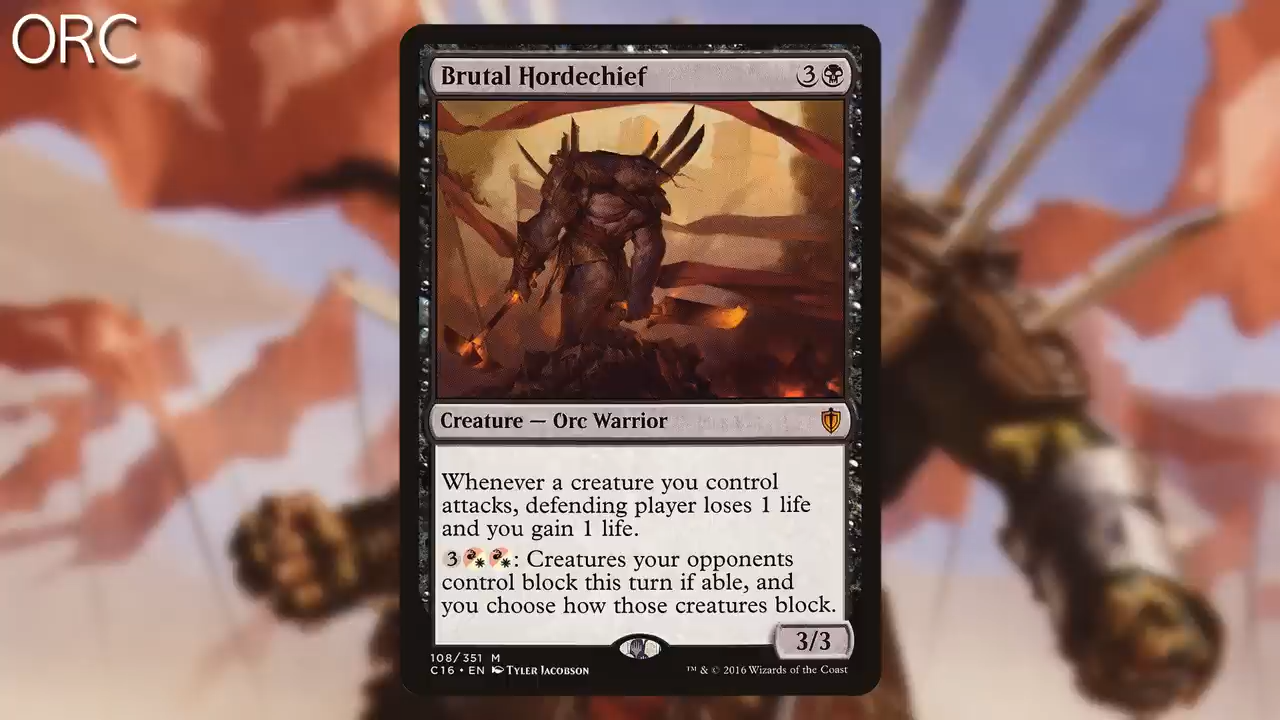 ORC
Brutal Hordechief 3
Creature — Orc Warrior
Whenever a creature you control
attacks, defending player loses 1 life
and you gain 1 life.
3 : Creatures your opponents
control block this turn if able, and
you choose how those creatures block.
3/3
108/351 M
C16 • EN Tyler Jacobson
™ & © 2016 Wizards of the Coast